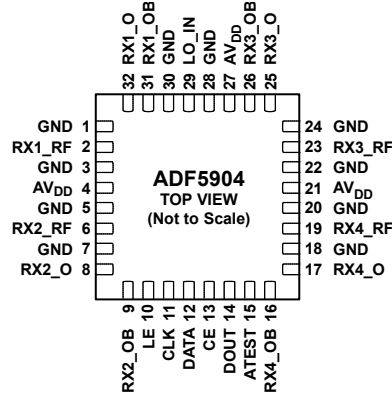 32 RX1_O
31 RX1_OB
30 GND
29 LO_IN
28 GND
27 AVDD
26 RX3_OB
25 RX3_O
GND 1
RX1_RF 2
GND 3
AVDD 4
GND 5
RX2_RF 6
GND 7
RX2_O 8
ADF5904
TOP VIEW
(Not to Scale)
24 GND
23 RX3_RF
22 GND
21 AVDD
20 GND
19 RX4_RF
18 GND
17 RX4_O
RX2_OB 9
LE 10
CLK 11
DATA 12
CE 13
DOUT 14
ATEST 15
RX4_OB 16